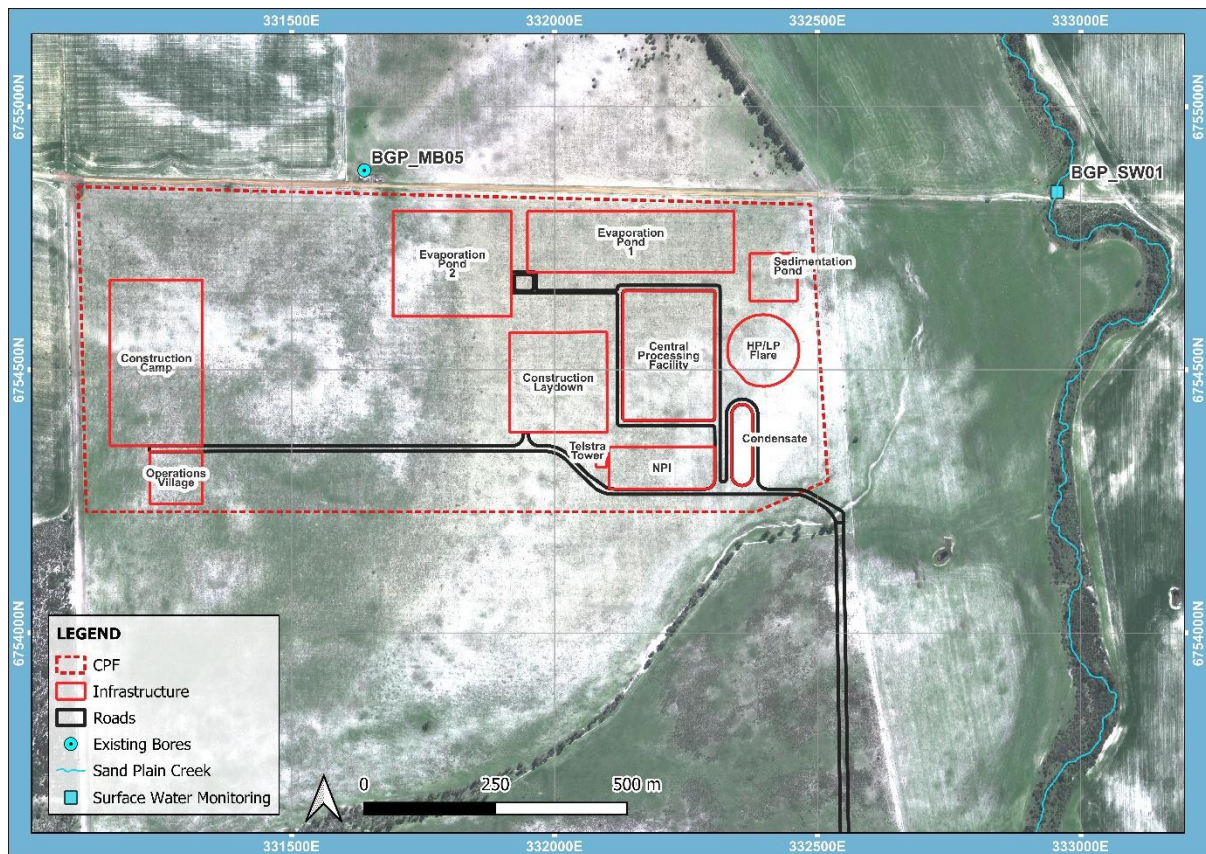 331500E
332000E
332500E
333000E
6755000N
6755000N
BGP_MB05
BGP_SW01
Evaporation
Pond
2
Evaporation
Pond
1
Sedimentation
Pond
Construction
Camp
Construction
Laydown
Central
Processing
Facility
HP/LP
Flare
6754500N
6754500N
Telstra
Tower
NPI
Condensate
Operations
Village
6754000N
6754000N
LEGEND
CPF
Infrastructure
Roads
Existing Bores
Sand Plain Creek
Surface Water Monitoring
0
250
500 m
331500E
332000E
332500E
333000E